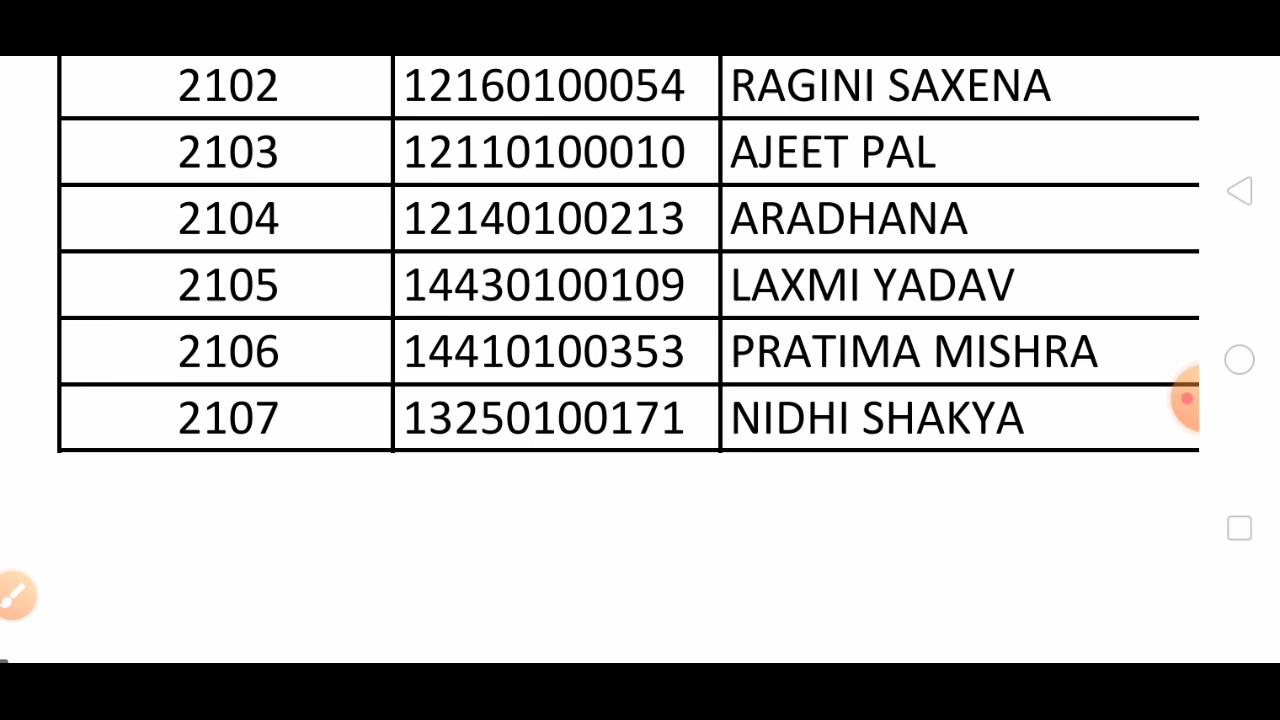 2102 12160100054 RAGINI SAXENA
2103 12110100010 AJEET PAL
2104 12140100213 ARADHANA
2105 14430100109 LAXMI YADAV
2106 14410100353 PRATIMA MISHRA
2107 13250100171 NIDHI SHAKYA